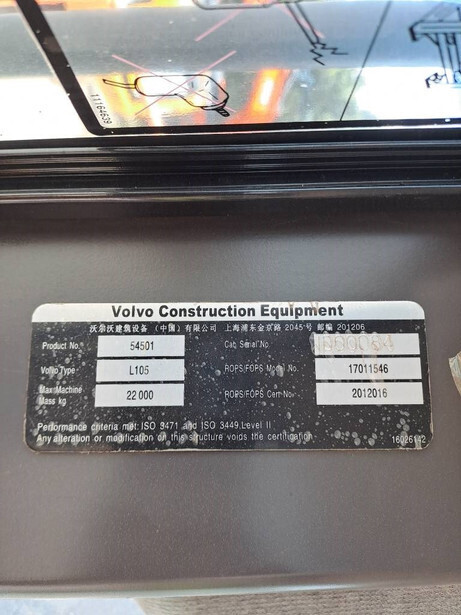 1164639
Volvo Construction Equipment
沃尔沃建筑设备 (中国) 有限公司 上海浦东金京路 2045号 邮编 201206
Product No. 54501 Cab Serial No.
Volvo Type L105 ROPS/FOPS Model No. 17011546
Max. Machine Mass kg 22 000 ROPS/FOPS Cert No. 2012016
Performance criteria met: ISO 3471 and ISO 3449.Level II
Any alteration or modification on this structure voids the certification. 16026142